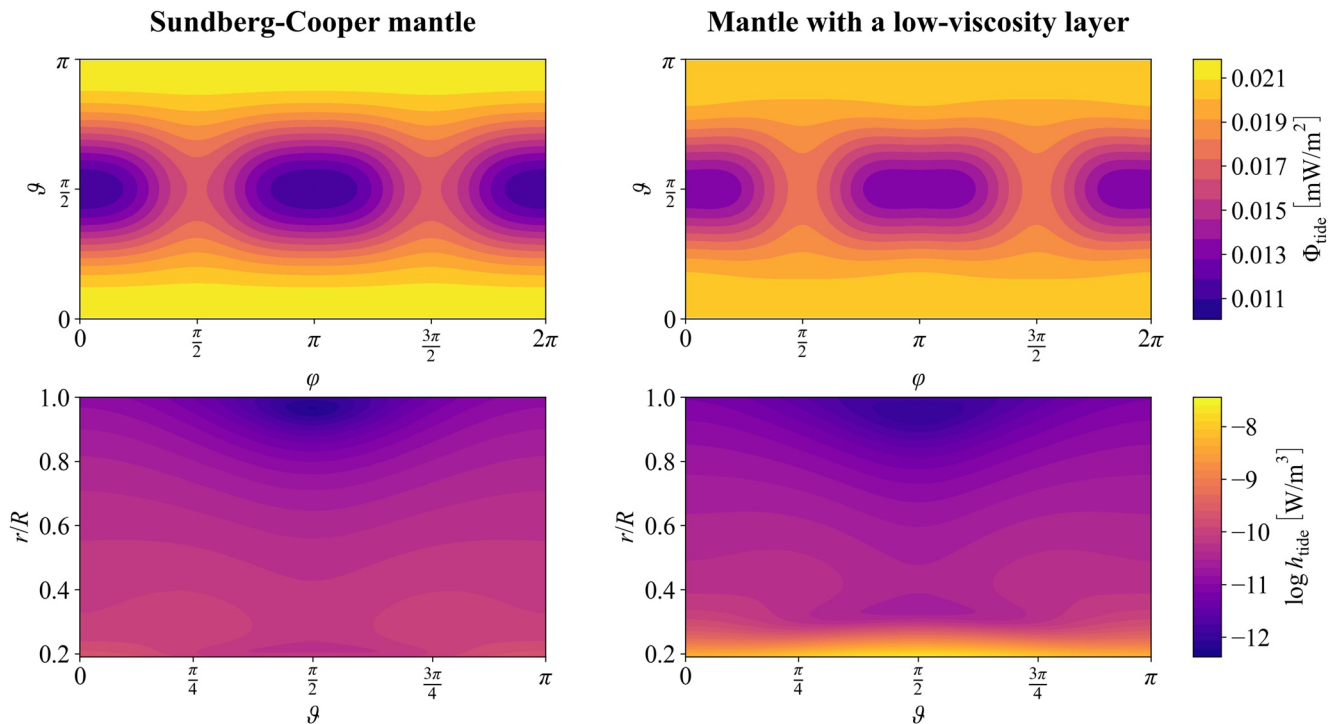 Sundberg-Cooper mantle
Mantle with a low-viscosity layer
π
ϑ π/2
0
0 π/2 π 3π/2 2π
φ
π
ϑ π/2
0
0 π/2 π 3π/2 2π
φ
0.021
0.019
0.017
0.015
0.013
0.011
Φtide [mW/m²]
1.0
0.8
0.6
0.4
0.2
r/R
0 π/4 π/2 3π/4 π
ϑ
1.0
0.8
0.6
0.4
0.2
r/R
0 π/4 π/2 3π/4 π
ϑ
−8
−9
−10
−11
−12
log htide [W/m³]